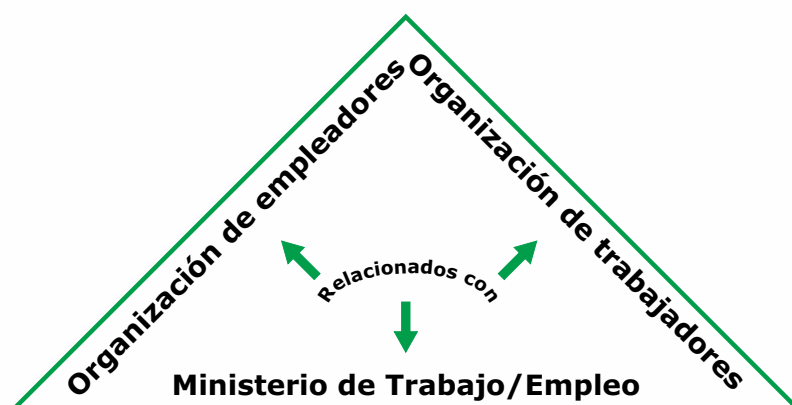 Organización de empleadores
Organización de trabajadores
Relacionados con
Ministerio de Trabajo/Empleo